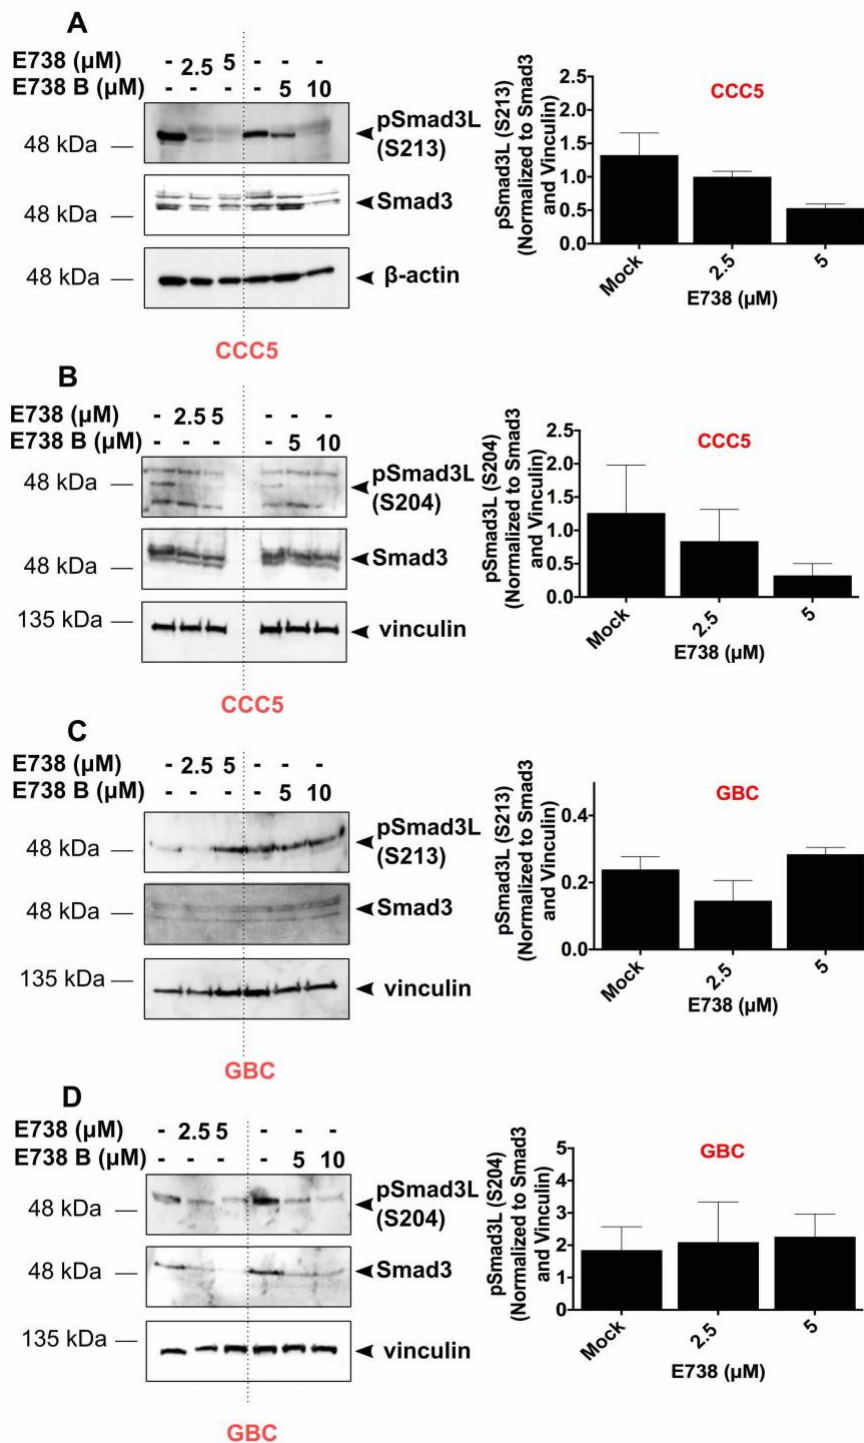 A
E738 (µM) - 2.5 5 - - -
E738 B (µM) - - - - 5 10
48 kDa
pSmad3L
(S213)
48 kDa
Smad3
48 kDa
β-actin
CCC5
pSmad3L (S213)
(Normalized to Smad3
and Vinculin)
2.5
2.0
1.5
1.0
0.5
0.0
CCC5
Mock
2.5
5
E738 (µM)
B
E738 (µM) - 2.5 5 - - -
E738 B (µM) - - - - 5 10
48 kDa
pSmad3L
(S204)
48 kDa
Smad3
135 kDa
vinculin
CCC5
pSmad3L (S204)
(Normalized to Smad3
and Vinculin)
2.5
2.0
1.5
1.0
0.5
0.0
CCC5
Mock
2.5
5
E738 (µM)
C
E738 (µM) - 2.5 5 - - -
E738 B (µM) - - - - 5 10
48 kDa
pSmad3L
(S213)
48 kDa
Smad3
135 kDa
vinculin
GBC
pSmad3L (S213)
(Normalized to Smad3
and Vinculin)
0.4
0.2
0.0
GBC
Mock
2.5
5
E738 (µM)
D
E738 (µM) - 2.5 5 - - -
E738 B (µM) - - - - 5 10
48 kDa
pSmad3L
(S204)
48 kDa
Smad3
135 kDa
vinculin
GBC
pSmad3L (S204)
(Normalized to Smad3
and Vinculin)
5
4
3
2
1
0
GBC
Mock
2.5
5
E738 (µM)